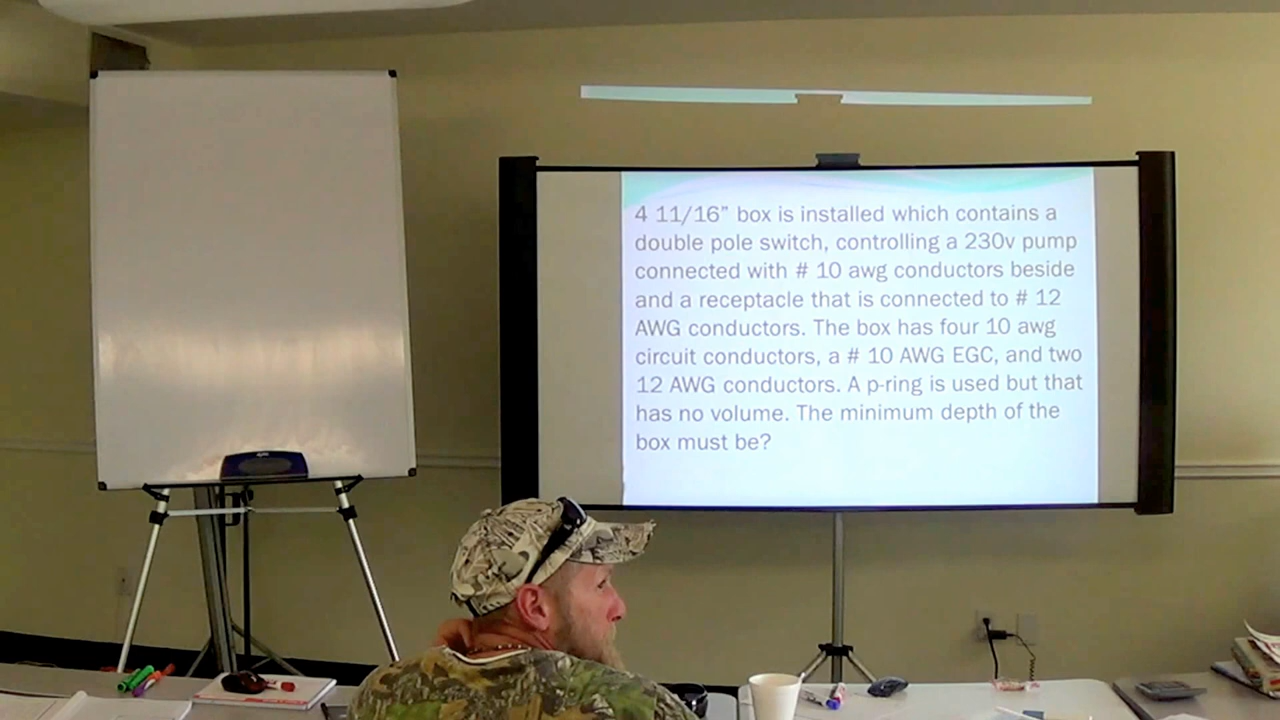 4 11/16” box is installed which contains a
double pole switch, controlling a 230v pump
connected with # 10 awg conductors beside
and a receptacle that is connected to # 12
AWG conductors. The box has four 10 awg
circuit conductors, a # 10 AWG EGC, and two
12 AWG conductors. A p-ring is used but that
has no volume. The minimum depth of the
box must be?